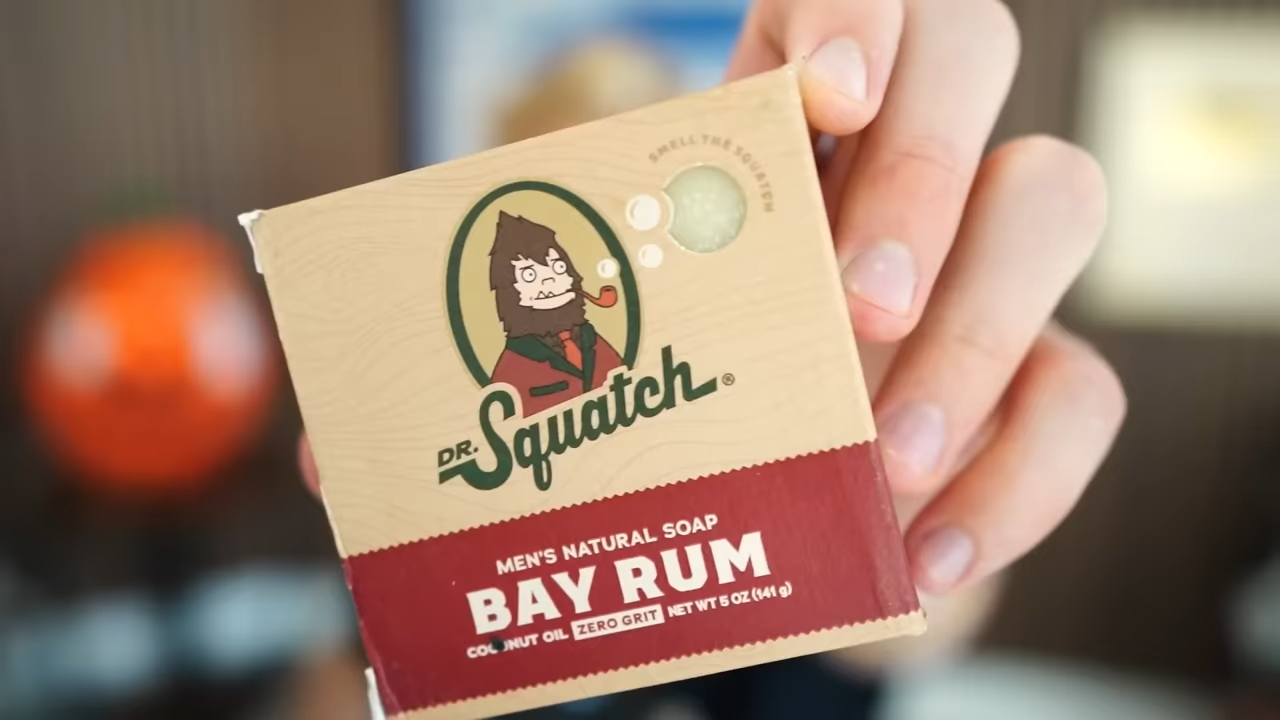 SMELL THE SQUATCH
DR. Squatch®
MEN'S NATURAL SOAP
BAY RUM
COCONUT OIL ZERO GRIT NET WT 5 OZ (141 g)